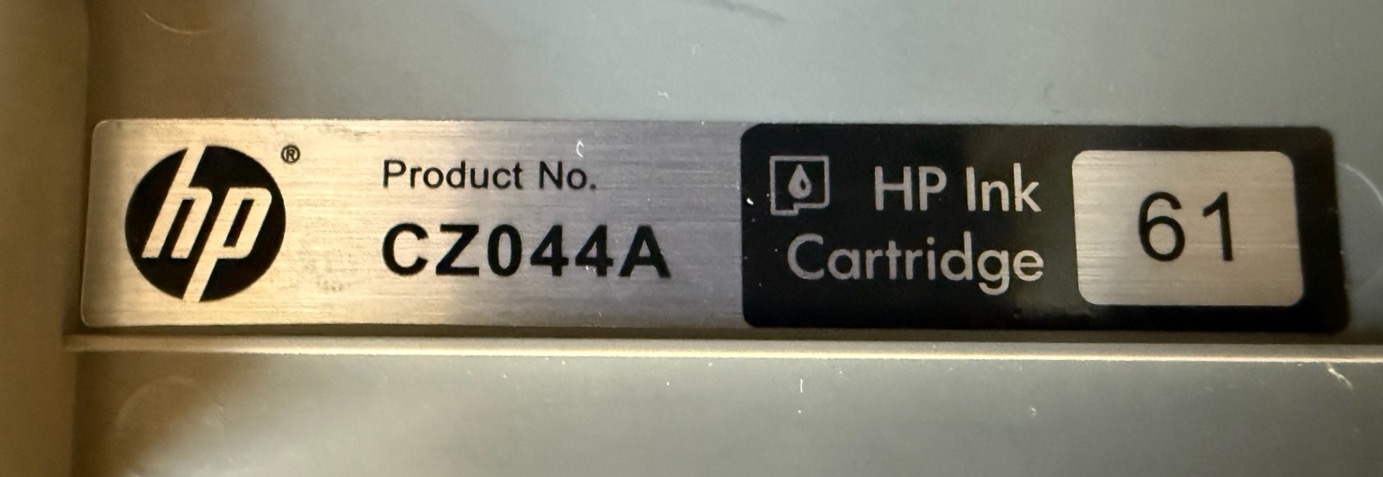 hp®
Product No.
CZ044A
HP Ink
Cartridge
61